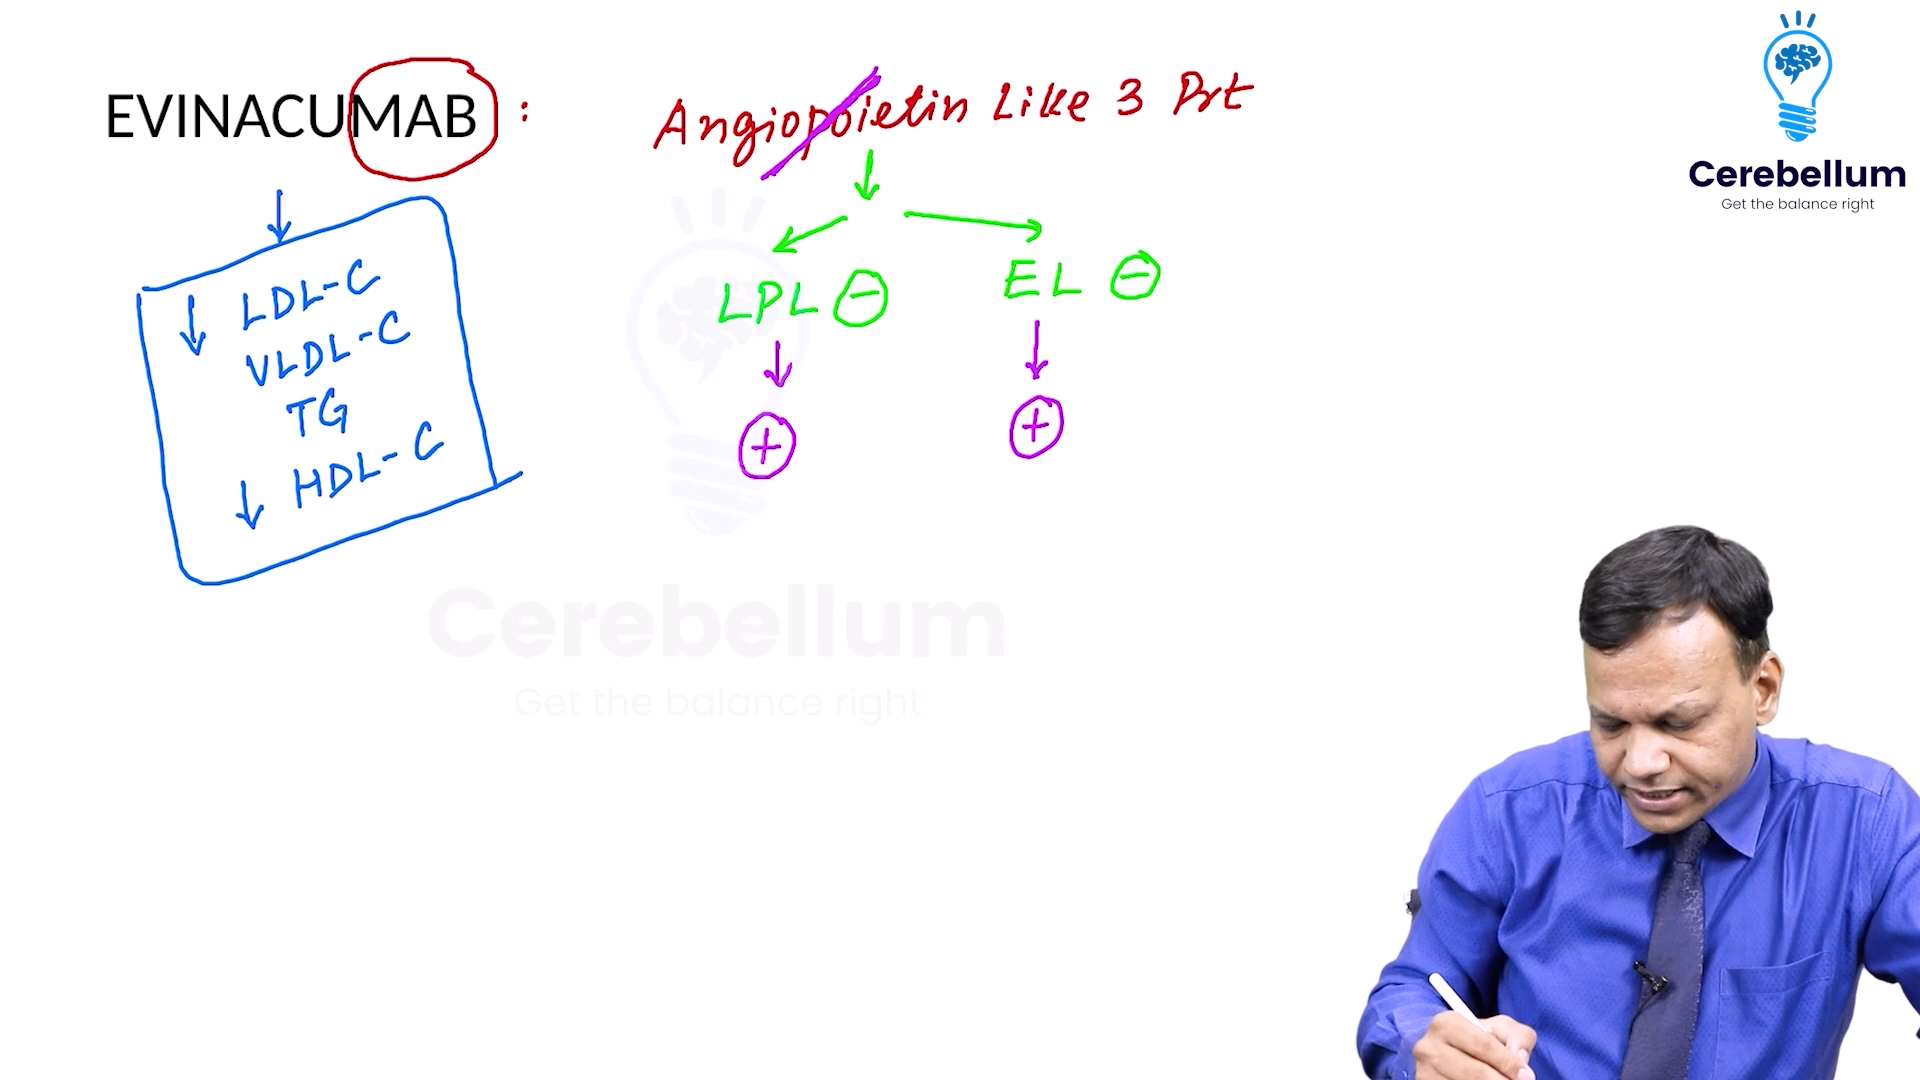 EVINACUMAB :
Angiopoietin Like 3 Prt
LPL ⊖
EL ⊖
⊕
⊕
↓ LDL-C
VLDL-C
TG
↓ HDL-C
Cerebellum
Get the balance right
Cerebellum
Get the balance right